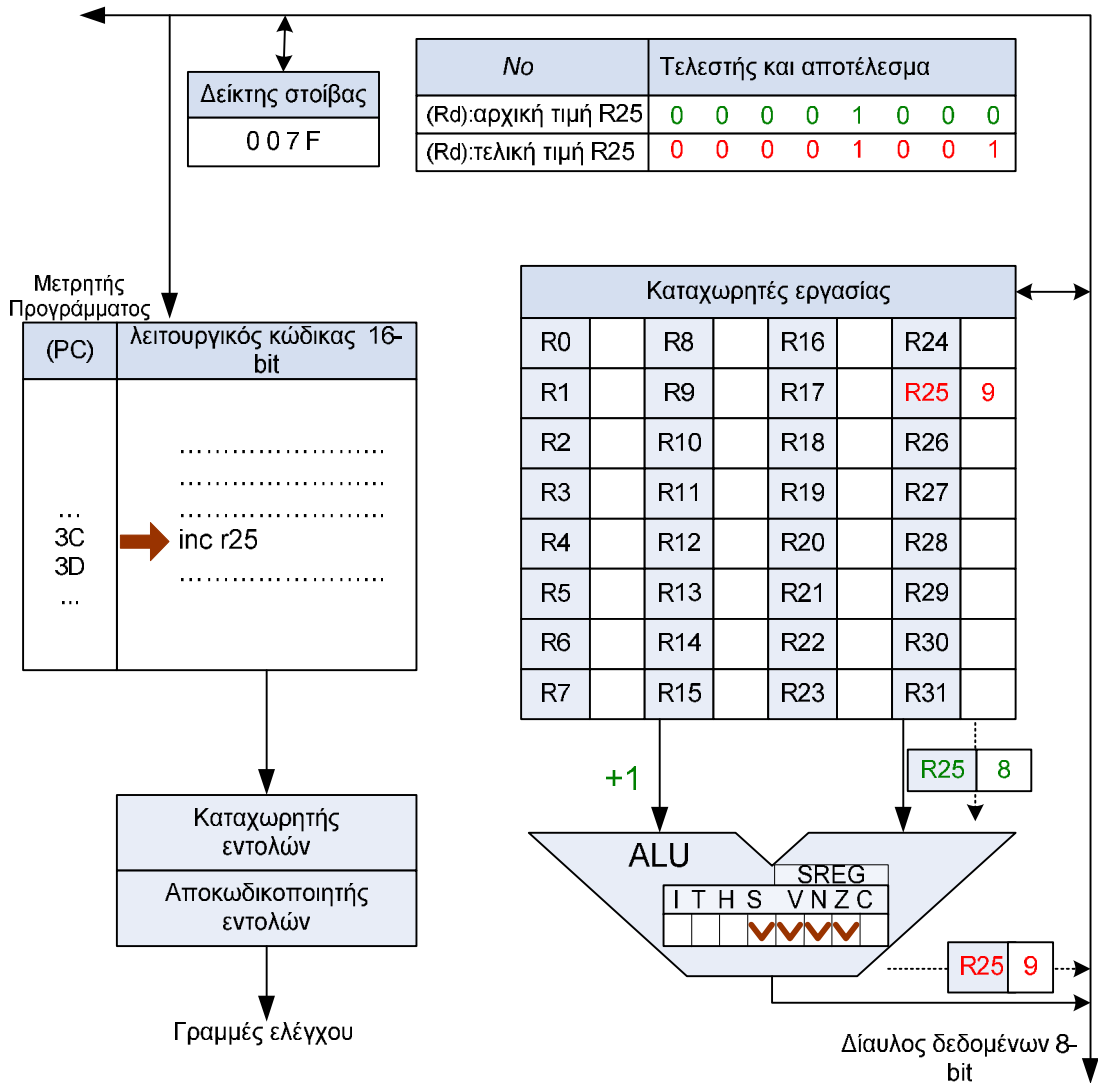 Δείκτης στοίβας
0 0 7 F
No Τελεστής και αποτέλεσμα
(Rd):αρχική τιμή R25 0 0 0 0 1 0 0 0
(Rd):τελική τιμή R25 0 0 0 0 1 0 0 1
Μετρητής
Προγράμματος
(PC) λειτουργικός κώδικας 16-
bit
........................
........................
... ........................
3C inc r25
3D ........................
...
Καταχωρητές εργασίας
R0 R8 R16 R24
R1 R9 R17 R25 9
R2 R10 R18 R26
R3 R11 R19 R27
R4 R12 R20 R28
R5 R13 R21 R29
R6 R14 R22 R30
R7 R15 R23 R31
+1
R25 8
Καταχωρητής
εντολών
Αποκωδικοποιητής
εντολών
Γραμμές ελέγχου
ALU
SREG
I T H S V N Z C
R25 9
Δίαυλος δεδομένων 8-
bit